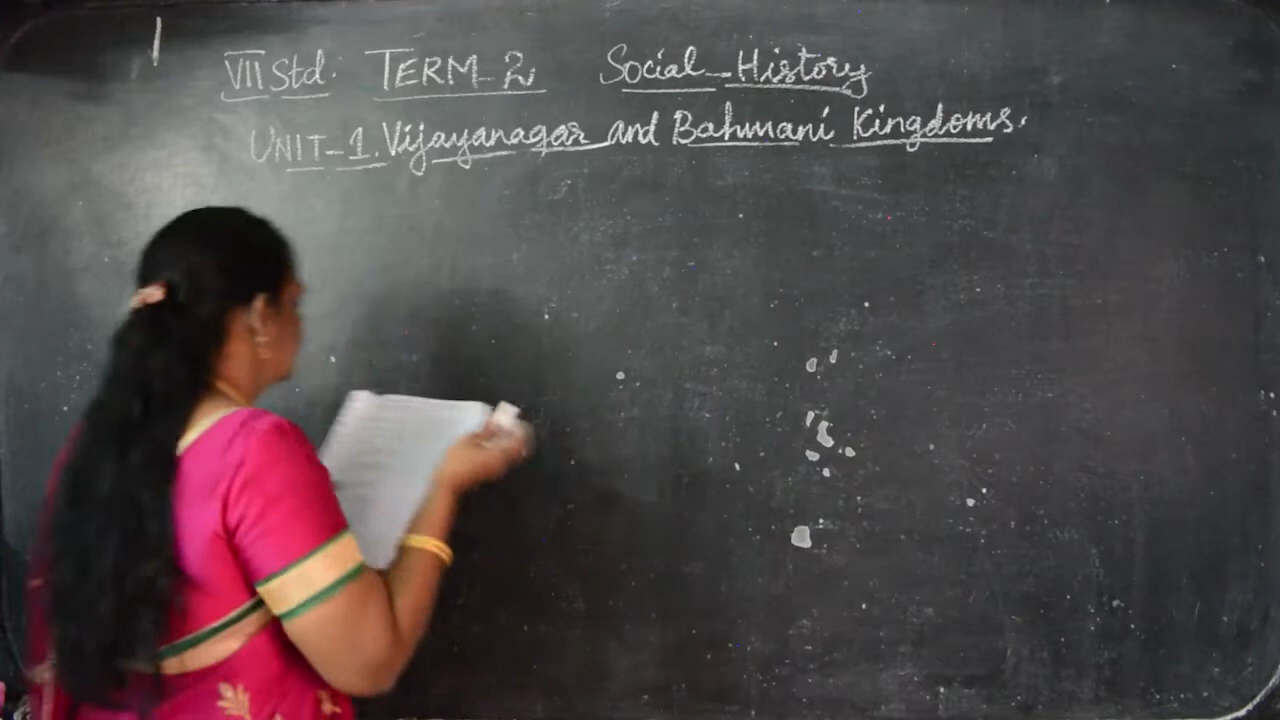 VII Std. TERM-2 Social-History
UNIT-1. Vijayanagar and Bahmani Kingdoms.